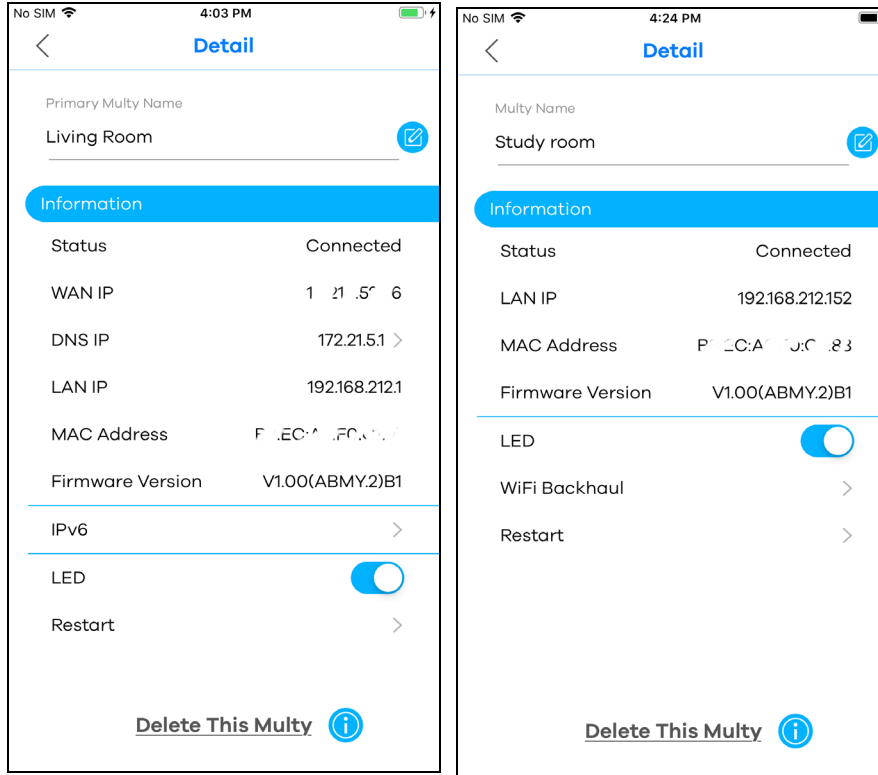 No SIM 4:03 PM
Detail
Primary Multy Name
Living Room
Information
Status Connected
WAN IP
DNS IP 172.21.5.1
LAN IP 192.168.212.1
MAC Address
Firmware Version V1.00(ABMY.2)B1
IPv6
LED
Restart
Delete This Multy
No SIM 4:24 PM
Detail
Multy Name
Study room
Information
Status Connected
LAN IP 192.168.212.152
MAC Address
Firmware Version V1.00(ABMY.2)B1
LED
WiFi Backhaul
Restart
Delete This Multy